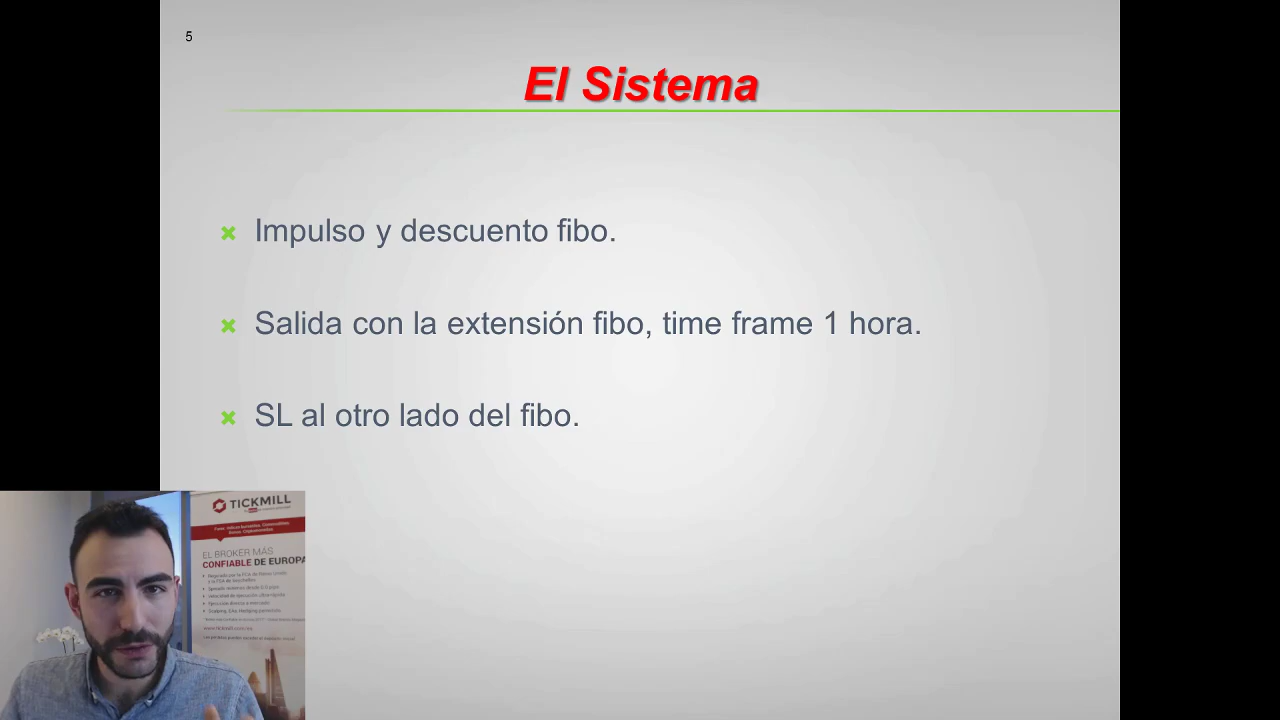 5
El Sistema
Impulso y descuento fibo.
Salida con la extensión fibo, time frame 1 hora.
SL al otro lado del fibo.
TICKMILL
EL BROKER MÁS
CONFIABLE DE EUROPA